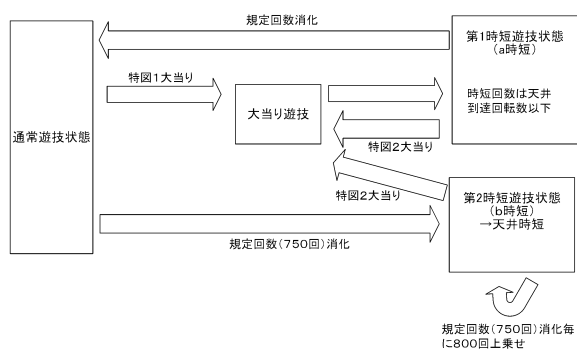 規定回数消化
第1時短遊技状態
(a時短)
特図1大当り
時短回数は天井
到達回転数以下
大当り遊技
通常遊技状態
特図2大当り
特図2大当り
第2時短遊技状態
(b時短)
→天井時短
規定回数(750回)消化
規定回数(750回)消化毎
に800回上乗せ